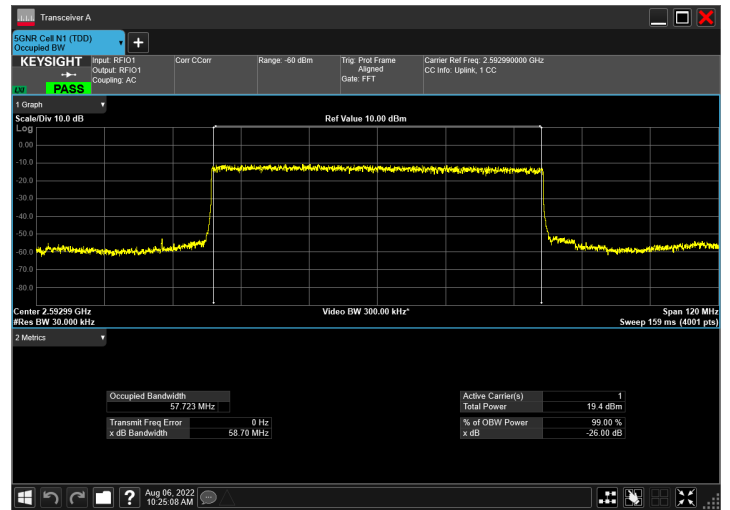 Transceiver A
5GNR Cell N1 (TDD)
Occupied BW
KEYSIGHT
Input: RFIO1
Output: RFIO1
Coupling: AC
Corr CCorr
Range: -60 dBm
Trig: Prot Frame
Aligned
Gate: FFT
Carrier Ref Freq: 2.592990000 GHz
CC Info: Uplink, 1 CC
PASS
1 Graph
Scale/Div 10.0 dB
Ref Value 10.00 dBm
Log
0.00
-10.0
-20.0
-30.0
-40.0
-50.0
-60.0
-70.0
-80.0
Center 2.59299 GHz
Video BW 300.00 kHz*
Span 120 MHz
#Res BW 30.000 kHz
Sweep 159 ms (4001 pts)
2 Metrics
Occupied Bandwidth
57.723 MHz
Active Carrier(s) 1
Total Power 19.4 dBm
Transmit Freq Error 0 Hz
x dB Bandwidth 58.70 MHz
% of OBW Power 99.00 %
x dB -26.00 dB
Aug 06, 2022
10:25:08 AM